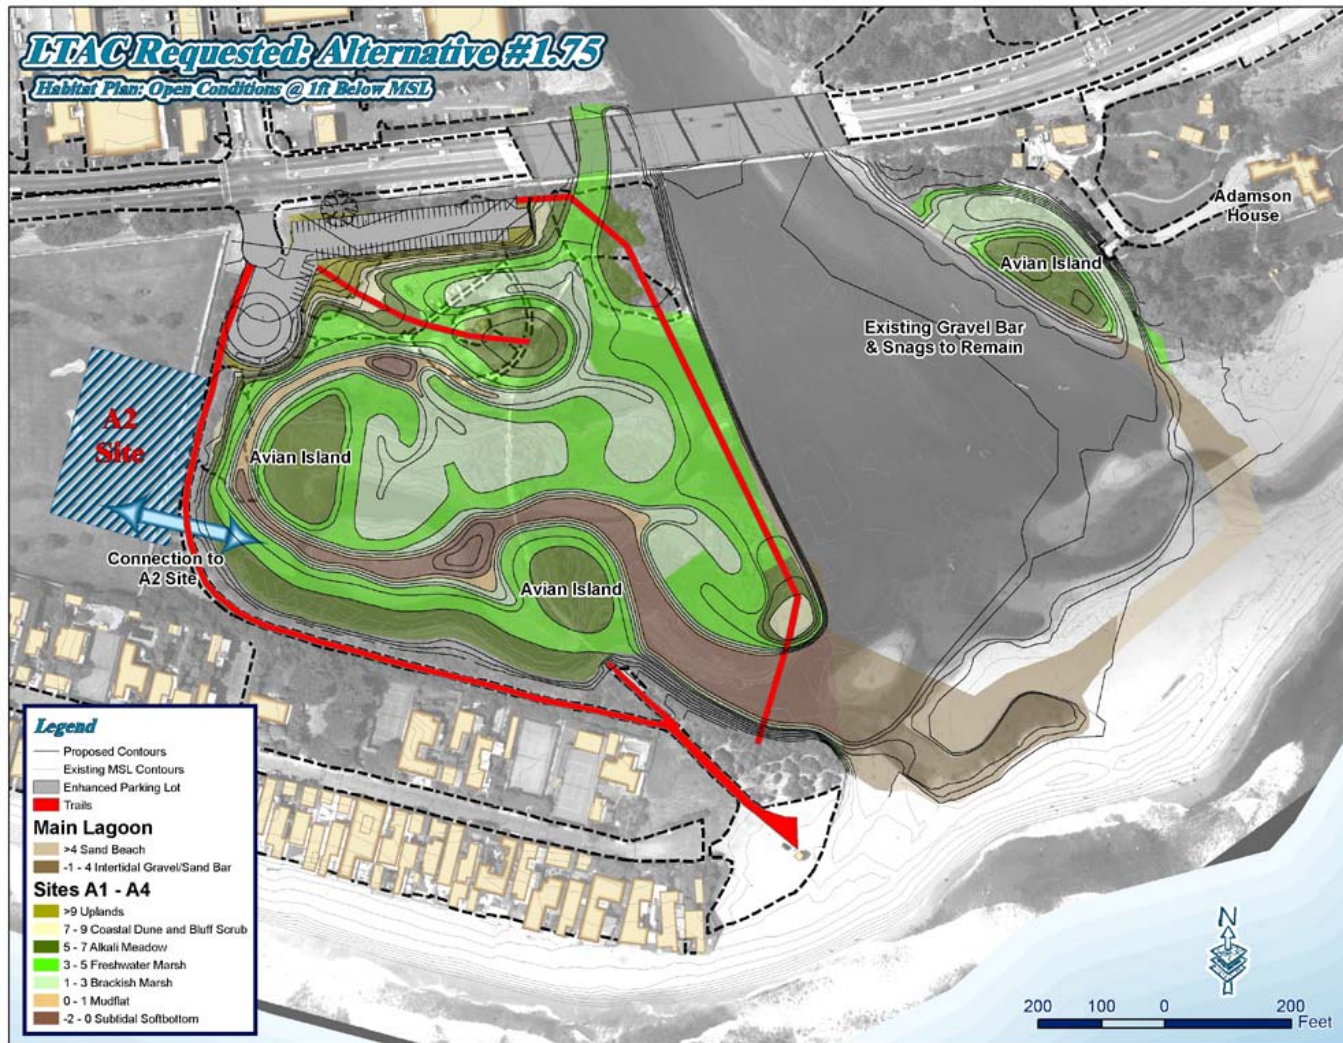 LTAC Requested: Alternative #1.75
Habitat Plan: Open Conditions @ 1ft Below MSL
Adamson
House
Avian Island
Existing Gravel Bar
& Snags to Remain
A2
Site
Avian Island
Connection to
A2 Site
Avian Island
Legend
Proposed Contours
Existing MSL Contours
Enhanced Parking Lot
Trails
Main Lagoon
>4 Sand Beach
-1 - 4 Intertidal Gravel/Sand Bar
Sites A1 - A4
>9 Uplands
7 - 9 Coastal Dune and Bluff Scrub
5 - 7 Alkali Meadow
3 - 5 Freshwater Marsh
1 - 3 Brackish Marsh
0 - 1 Mudflat
-2 - 0 Subtidal Softbottom
N
200 100 0 200
Feet